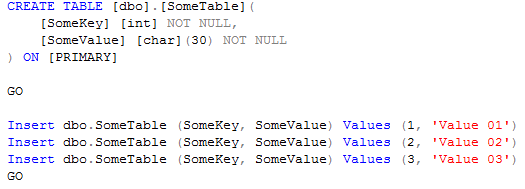 CREATE TABLE [dbo].[SomeTable](
[SomeKey] [int] NOT NULL,
[SomeValue] [char](30) NOT NULL
) ON [PRIMARY]
GO
Insert dbo.SomeTable (SomeKey, SomeValue) Values (1, 'Value 01')
Insert dbo.SomeTable (SomeKey, SomeValue) Values (2, 'Value 02')
Insert dbo.SomeTable (SomeKey, SomeValue) Values (3, 'Value 03')
GO